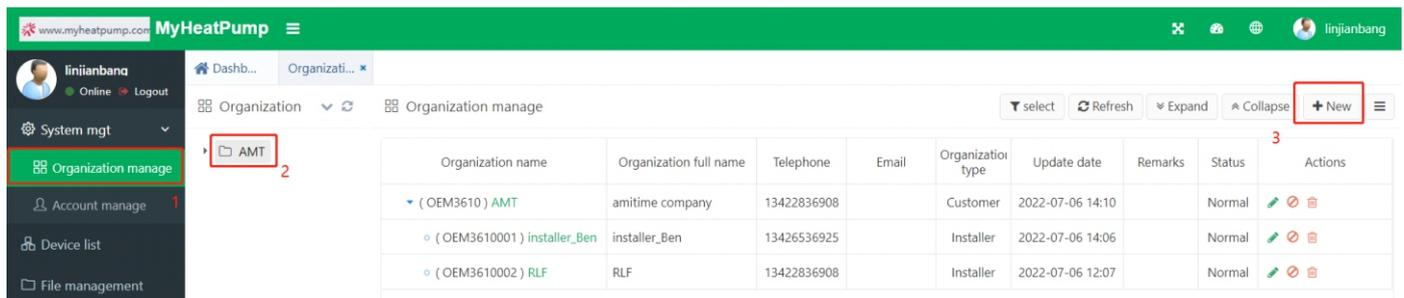 www.myheatpump.com MyHeatPump linjianbang
linjianbang
Online Logout
Dashb... Organizati... ×
Organization
Organization manage
select Refresh Expand Collapse New
System mgt
Organization manage
1
Account manage
Device list
File management
AMT
2
3
Organization name Organization full name Telephone Email Organization type Update date Remarks Status Actions
( OEM3610 ) AMT amitime company 13422836908 Customer 2022-07-06 14:10 Normal
( OEM3610001 ) installer_Ben installer_Ben 13426536925 Installer 2022-07-06 14:06 Normal
( OEM3610002 ) RLF RLF 13422836908 Installer 2022-07-06 12:07 Normal